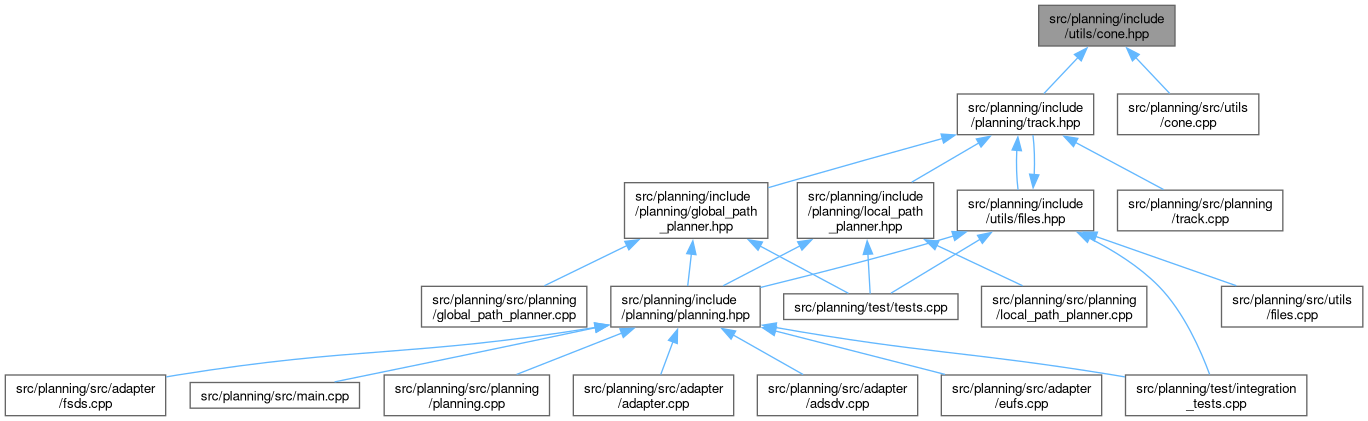 src/planning/include
/utils/cone.hpp
src/planning/include
/planning/track.hpp
src/planning/src/utils
/cone.cpp
src/planning/include
/planning/global_path
_planner.hpp
src/planning/include
/planning/local_path
_planner.hpp
src/planning/include
/utils/files.hpp
src/planning/src/planning
/track.cpp
src/planning/src/planning
/global_path_planner.cpp
src/planning/include
/planning/planning.hpp
src/planning/test/tests.cpp
src/planning/src/planning
/local_path_planner.cpp
src/planning/src/utils
/files.cpp
src/planning/src/adapter
/fsds.cpp
src/planning/src/main.cpp
src/planning/src/planning
/planning.cpp
src/planning/src/adapter
/adapter.cpp
src/planning/src/adapter
/adsdv.cpp
src/planning/src/adapter
/eufs.cpp
src/planning/test/integration
_tests.cpp